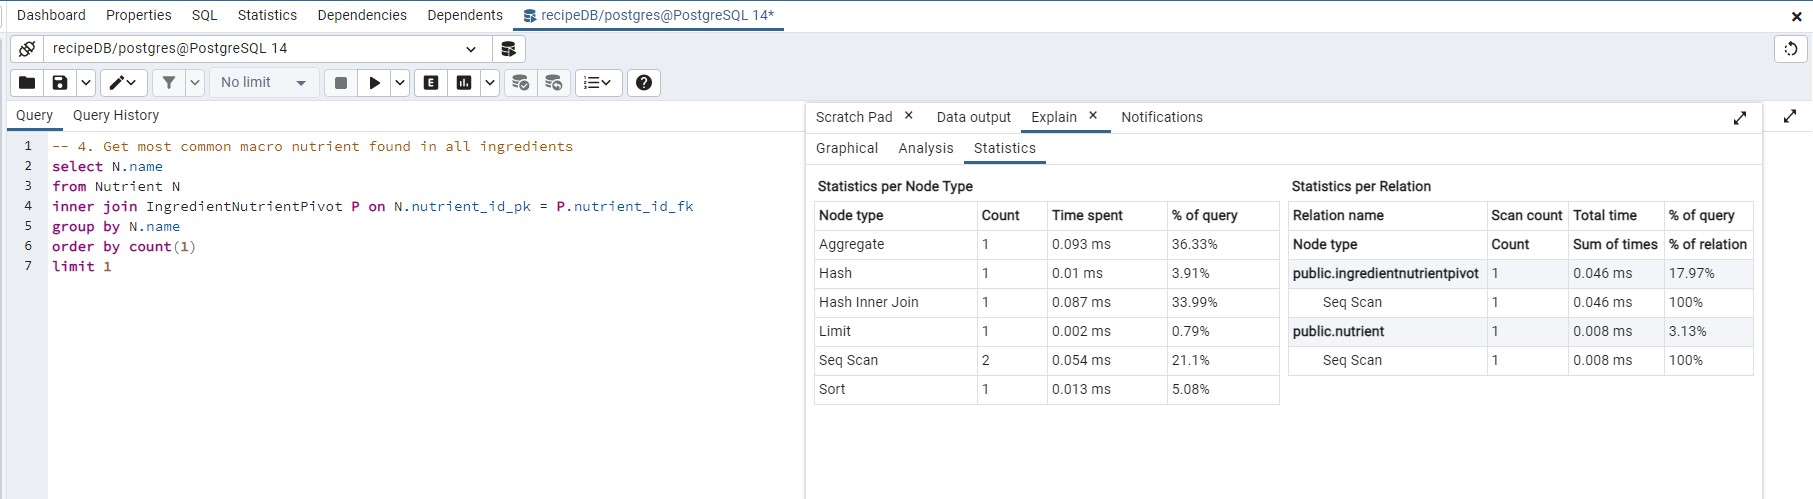 Dashboard Properties SQL Statistics Dependencies Dependents recipeDB/postgres@PostgreSQL 14*
recipeDB/postgres@PostgreSQL 14
No limit
Query Query History
1 -- 4. Get most common macro nutrient found in all ingredients
2 select N.name
3 from Nutrient N
4 inner join IngredientNutrientPivot P on N.nutrient_id_pk = P.nutrient_id_fk
5 group by N.name
6 order by count(1)
7 limit 1
Scratch Pad Data output Explain Notifications
Graphical Analysis Statistics
Statistics per Node Type
Node type Count Time spent % of query
Aggregate 1 0.093 ms 36.33%
Hash 1 0.01 ms 3.91%
Hash Inner Join 1 0.087 ms 33.99%
Limit 1 0.002 ms 0.79%
Seq Scan 2 0.054 ms 21.1%
Sort 1 0.013 ms 5.08%
Statistics per Relation
Relation name Scan count Total time % of query
Node type Count Sum of times % of relation
public.ingredientnutrientpivot 1 0.046 ms 17.97%
Seq Scan 1 0.046 ms 100%
public.nutrient 1 0.008 ms 3.13%
Seq Scan 1 0.008 ms 100%